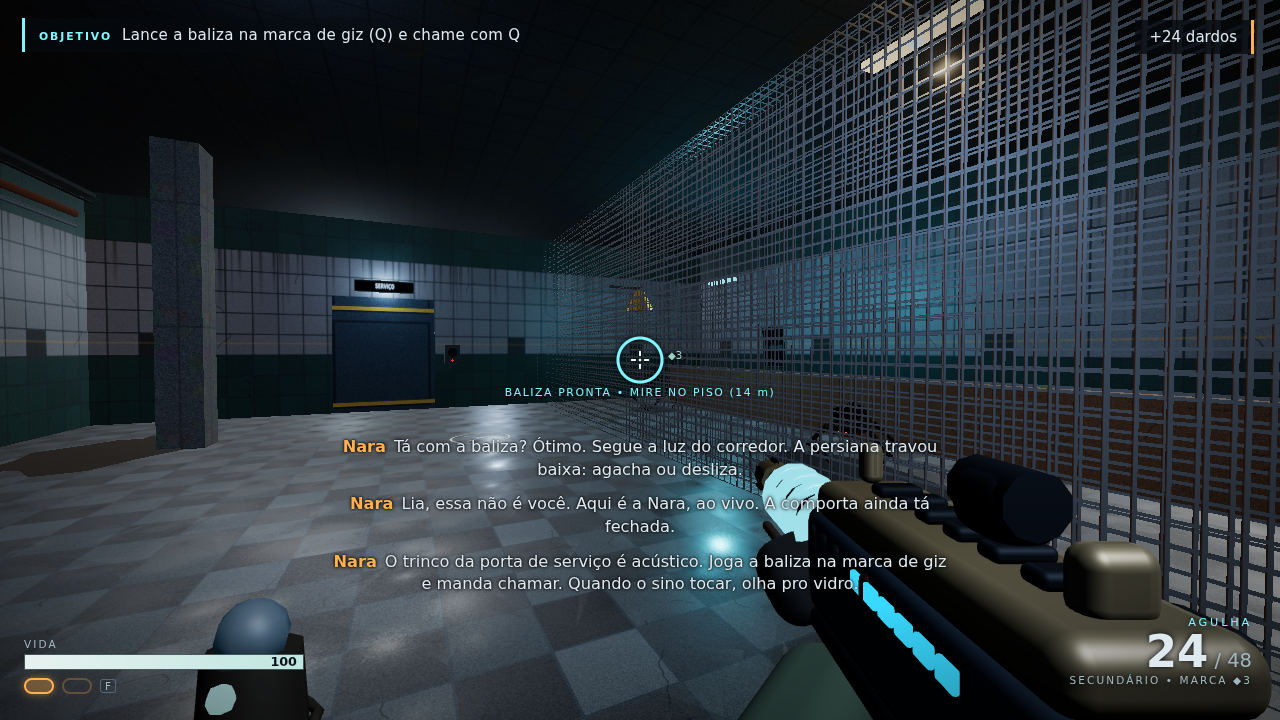 OBJETIVO Lance a baliza na marca de giz (Q) e chame com Q
+24 dardos
SERVIÇO
◆3
BALIZA PRONTA • MIRE NO PISO (14 m)
Nara Tá com a baliza? Ótimo. Segue a luz do corredor. A persiana travou
baixa: agacha ou desliza.
Nara Lia, essa não é você. Aqui é a Nara, ao vivo. A comporta ainda tá
fechada.
Nara O trinco da porta de serviço é acústico. Joga a baliza na marca de giz
e manda chamar. Quando o sino tocar, olha pro vidro.
VIDA
100
F
AGULHA
24 / 48
SECUNDÁRIO • MARCA ◆3